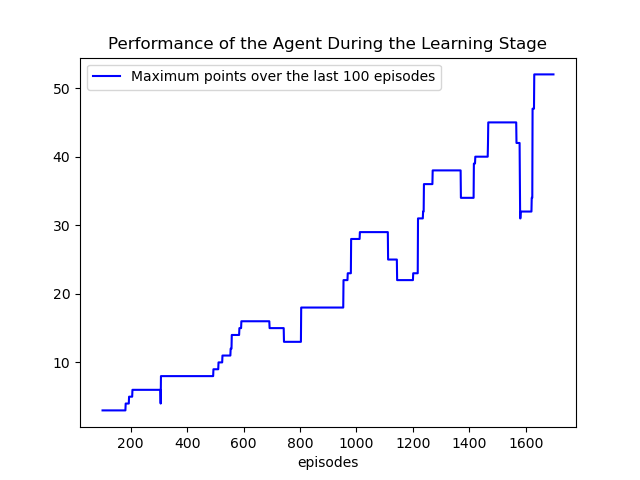 Performance of the Agent During the Learning Stage
Maximum points over the last 100 episodes
50
40
30
20
10
200 400 600 800 1000 1200 1400 1600
episodes